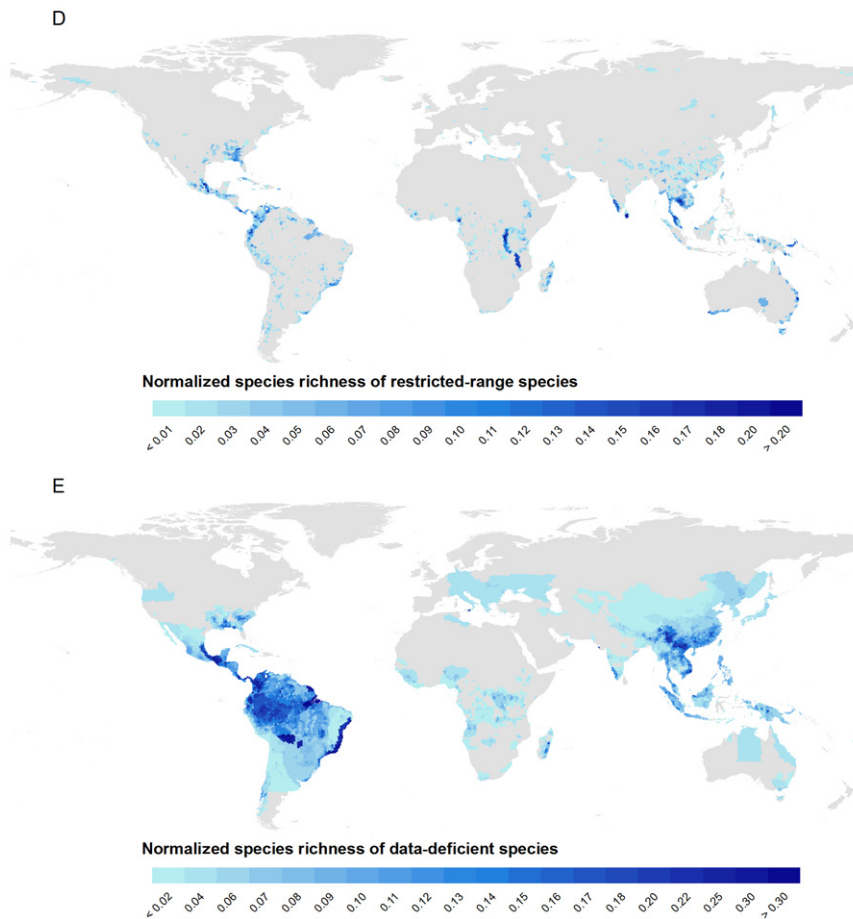 D
Normalized species richness of restricted-range species
< 0.01 0.02 0.03 0.04 0.05 0.06 0.07 0.08 0.09 0.10 0.11 0.12 0.13 0.14 0.15 0.16 0.17 0.18 0.20 > 0.20
E
Normalized species richness of data-deficient species
< 0.02 0.04 0.06 0.07 0.08 0.09 0.10 0.11 0.12 0.13 0.14 0.15 0.16 0.17 0.18 0.20 0.22 0.25 0.30 > 0.30